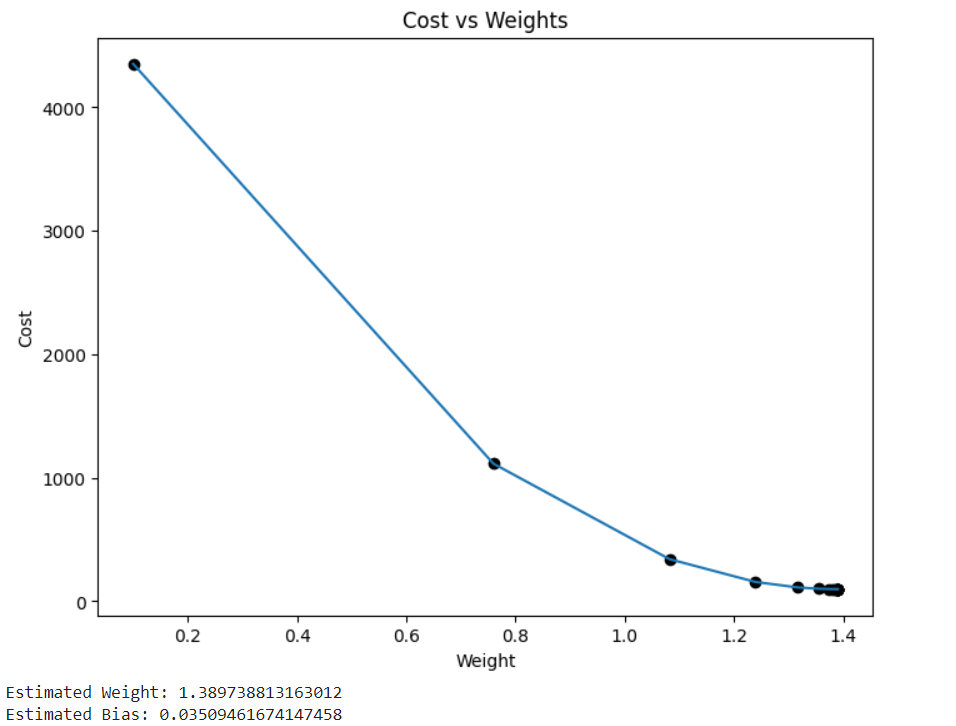 Cost vs Weights
4000
3000
2000
1000
0
Cost
0.2 0.4 0.6 0.8 1.0 1.2 1.4
Weight
Estimated Weight: 1.389738813163012
Estimated Bias: 0.03509461674147458